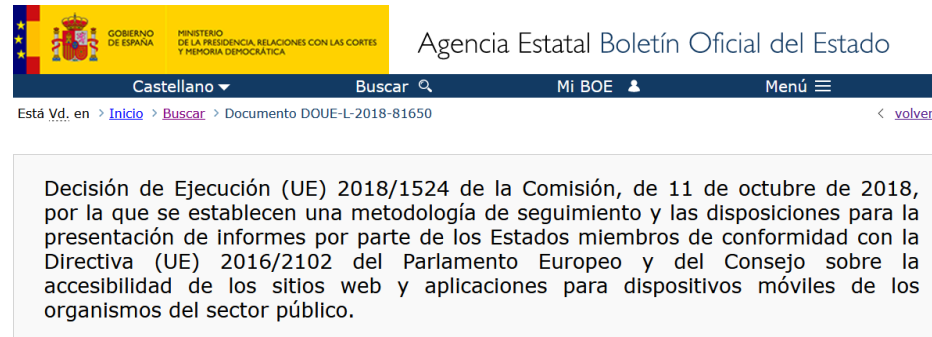 GOBIERNO
DE ESPAÑA
MINISTERIO
DE LA PRESIDENCIA, RELACIONES CON LAS CORTES
Y MEMORIA DEMOCRÁTICA
Agencia Estatal Boletín Oficial del Estado
Castellano Buscar Mi BOE Menú
Está Vd. en > Inicio > Buscar > Documento DOUE-L-2018-81650 < volver
Decisión de Ejecución (UE) 2018/1524 de la Comisión, de 11 de octubre de 2018,
por la que se establecen una metodología de seguimiento y las disposiciones para la
presentación de informes por parte de los Estados miembros de conformidad con la
Directiva (UE) 2016/2102 del Parlamento Europeo y del Consejo sobre la
accesibilidad de los sitios web y aplicaciones para dispositivos móviles de los
organismos del sector público.